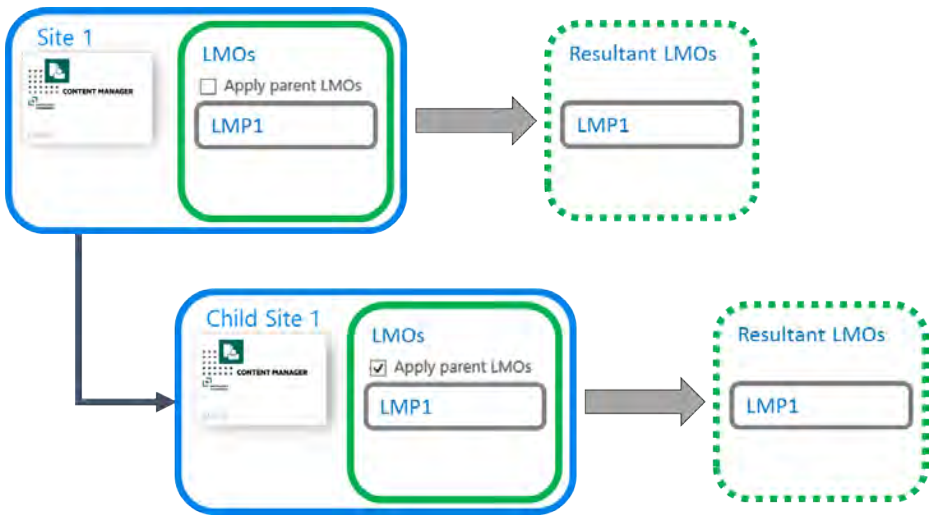 Site 1
CONTENT MANAGER
LMOs
Apply parent LMOs
LMP1
Resultant LMOs
LMP1
Child Site 1
CONTENT MANAGER
LMOs
Apply parent LMOs
LMP1
Resultant LMOs
LMP1